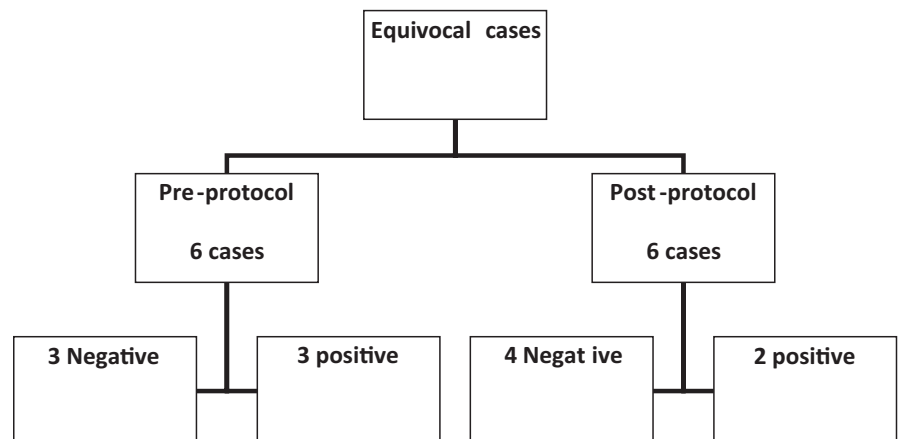 Equivocal cases
Pre-protocol
6 cases
Post-protocol
6 cases
3 Negative
3 positive
4 Negat ive
2 positive